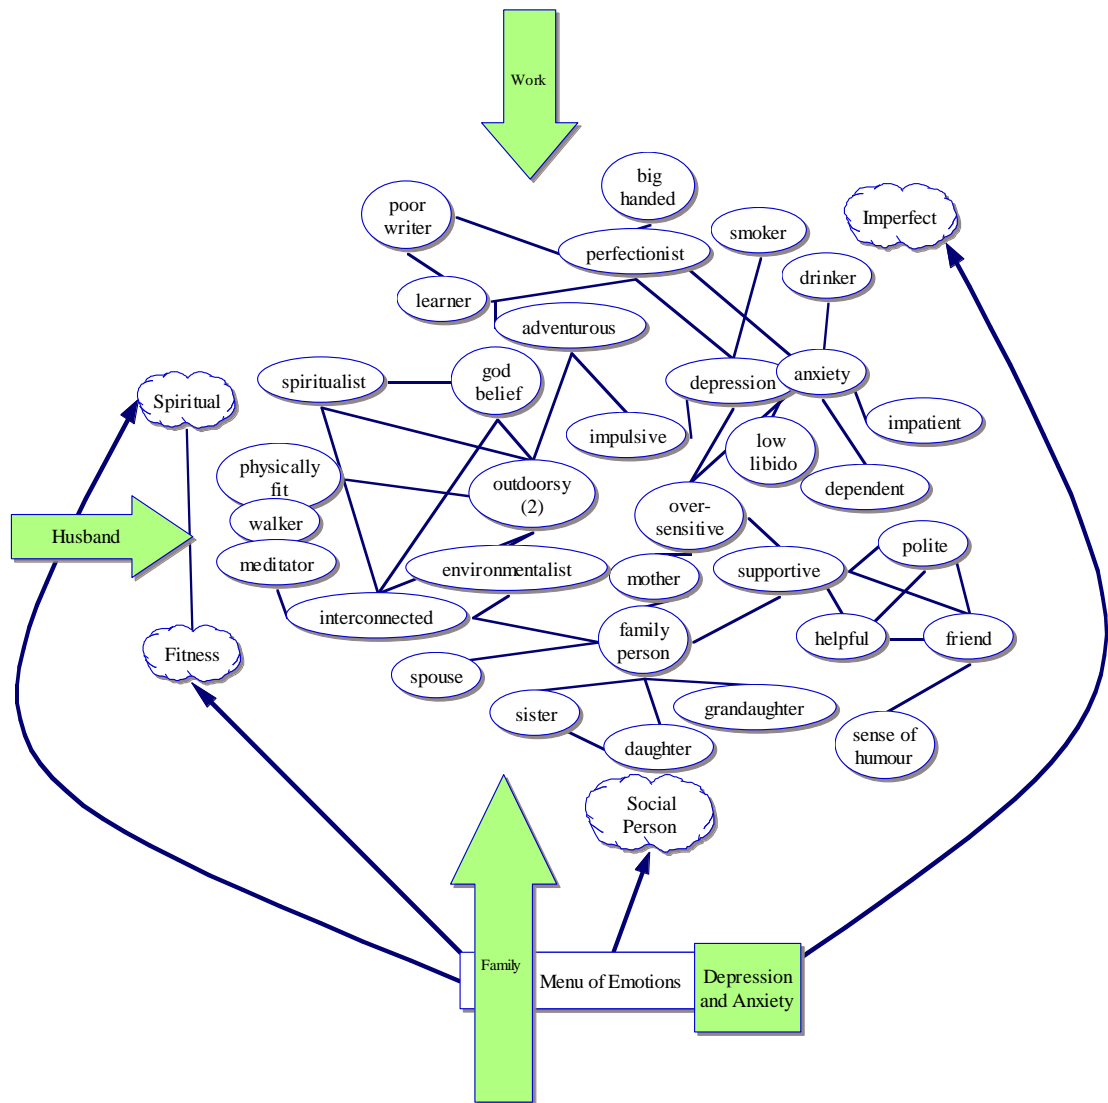 Work
big
handed
poor
writer
Imperfect
smoker
perfectionist
drinker
learner
adventurous
god
belief
spiritualist
depression
anxiety
Spiritual
impatient
impulsive
low
libido
physically
fit
outdoorsy
(2)
dependent
over-
sensitive
walker
Husband
polite
meditator
environmentalist
mother
supportive
interconnected
family
person
helpful
friend
Fitness
spouse
grandaughter
sister
sense of
humour
daughter
Social
Person
Family
Menu of Emotions
Depression
and Anxiety